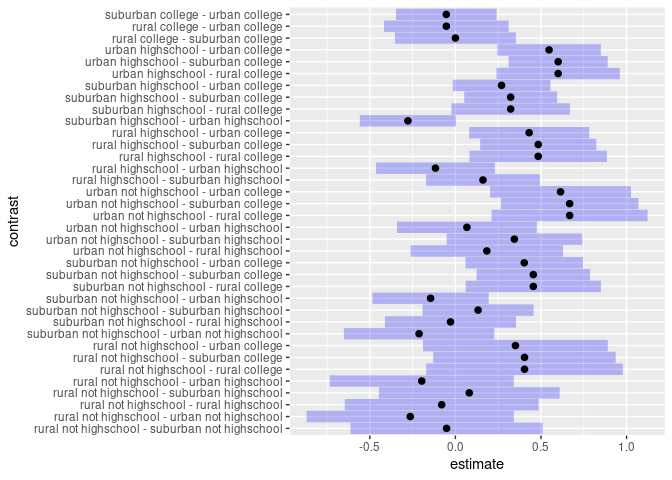 suburban college - urban college
rural college - urban college
rural college - suburban college
urban highschool - urban college
urban highschool - suburban college
urban highschool - rural college
suburban highschool - urban college
suburban highschool - suburban college
suburban highschool - rural college
suburban highschool - urban highschool
rural highschool - urban college
rural highschool - suburban college
rural highschool - rural college
rural highschool - urban highschool
rural highschool - suburban highschool
urban not highschool - urban college
urban not highschool - suburban college
urban not highschool - rural college
urban not highschool - urban highschool
urban not highschool - suburban highschool
urban not highschool - rural highschool
suburban not highschool - urban college
suburban not highschool - suburban college
suburban not highschool - rural college
suburban not highschool - urban highschool
suburban not highschool - suburban highschool
suburban not highschool - rural highschool
suburban not highschool - urban not highschool
rural not highschool - urban college
rural not highschool - suburban college
rural not highschool - rural college
rural not highschool - urban highschool
rural not highschool - suburban highschool
rural not highschool - rural highschool
rural not highschool - urban not highschool
rural not highschool - suburban not highschool
contrast
-0.5 0.0 0.5 1.0
estimate